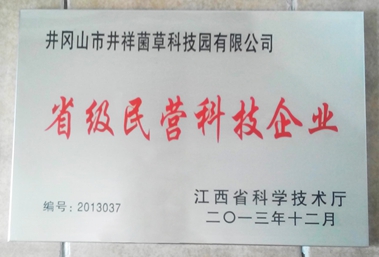 井冈山市井祥菌草科技园有限公司
省级民营科技企业
编号:2013037
江西省科学技术厅
二〇一三年十二月